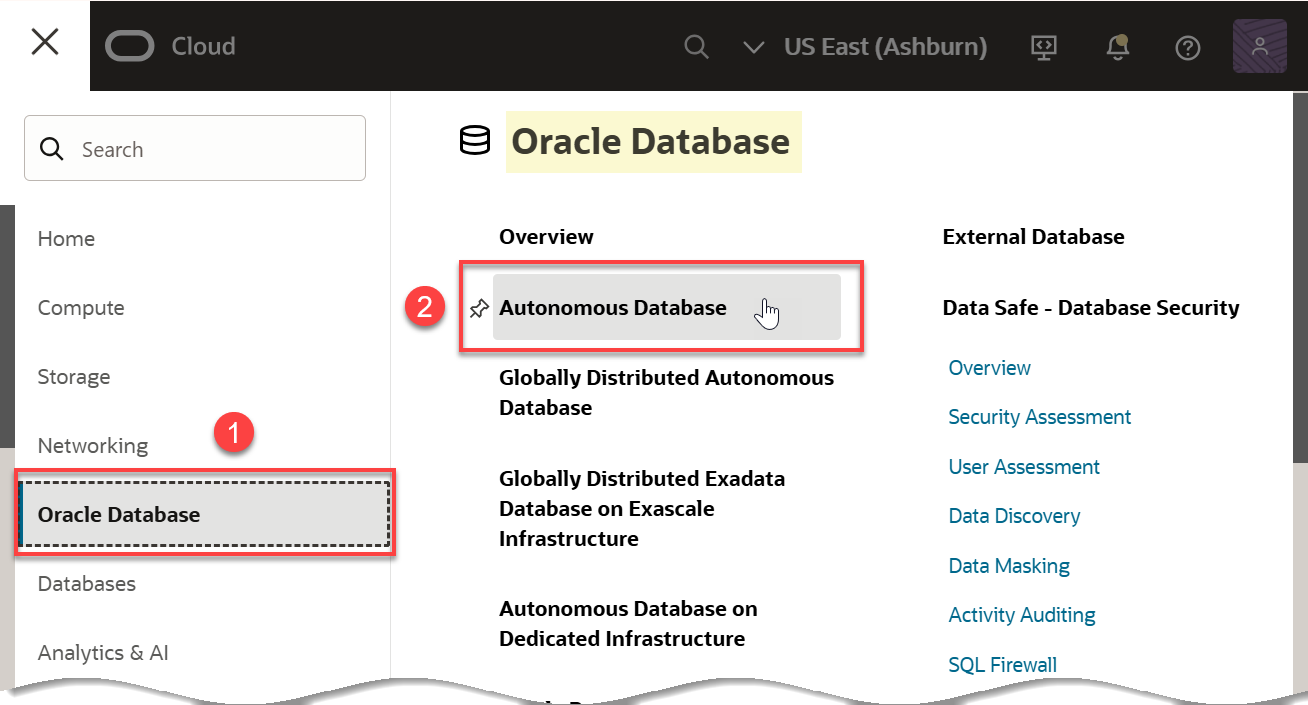 Cloud
US East (Ashburn)
Search
Home
Compute
Storage
Networking
1
Oracle Database
Databases
Analytics & AI
Oracle Database
Overview
2
Autonomous Database
Globally Distributed Autonomous
Database
Globally Distributed Exadata
Database on Exascale
Infrastructure
Autonomous Database on
Dedicated Infrastructure
External Database
Data Safe - Database Security
Overview
Security Assessment
User Assessment
Data Discovery
Data Masking
Activity Auditing
SQL Firewall